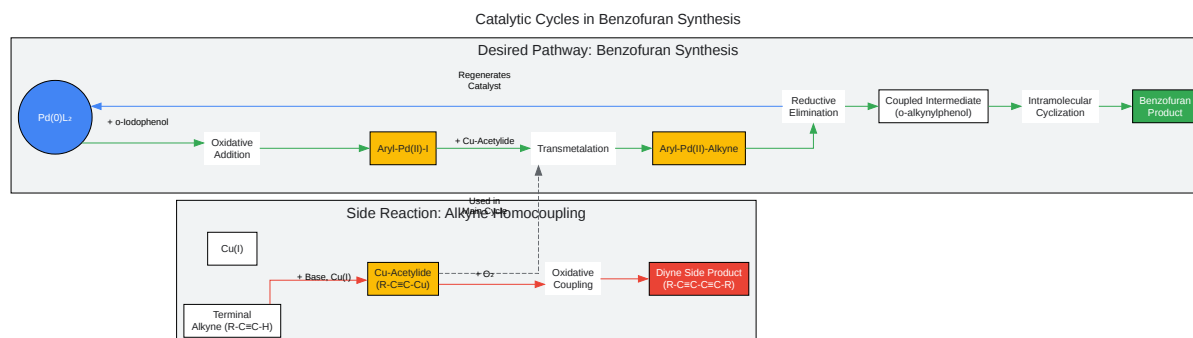 Catalytic Cycles in Benzofuran Synthesis
Desired Pathway: Benzofuran Synthesis
Regenerates
Catalyst
Pd(0)L₂
+ o-Iodophenol
Oxidative
Addition
Aryl-Pd(II)-I
+ Cu-Acetylide
Transmetalation
Aryl-Pd(II)-Alkyne
Reductive
Elimination
Coupled Intermediate
(o-alkynylphenol)
Intramolecular
Cyclization
Benzofuran
Product
Used in
Main Cycle
Side Reaction: Alkyne Homocoupling
Cu(I)
Terminal
Alkyne (R-C≡C-H)
+ Base, Cu(I)
Cu-Acetylide
(R-C≡C-Cu)
+ O₂
Oxidative
Coupling
Diyne Side Product
(R-C≡C-C≡C-R)